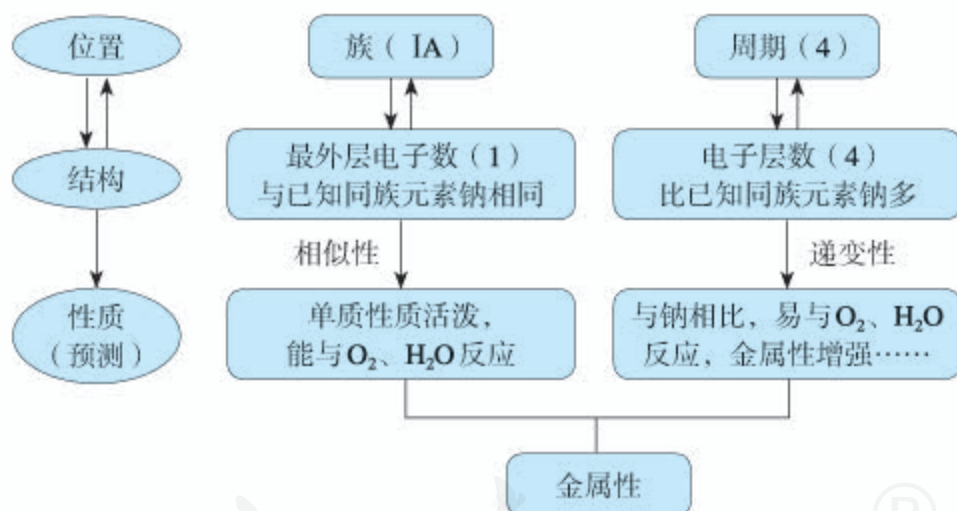 位置
族（ⅠA）
周期（4）
结构
最外层电子数（1）
与已知同族元素钠相同
电子层数（4）
比已知同族元素钠多
相似性
递变性
性质
（预测）
单质性质活泼，
能与O₂、H₂O反应
与钠相比，易与O₂、H₂O
反应，金属性增强……
金属性
®